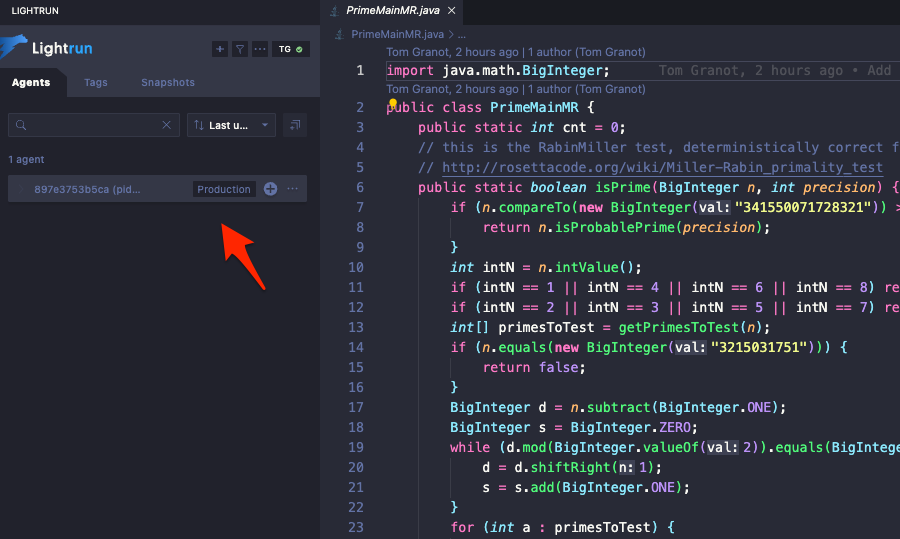 LIGHTRUN
Lightrun
TG
Agents Tags Snapshots
Last u...
1 agent
897e3753b5ca (pid... Production
PrimeMainMR.java
PrimeMainMR.java > ...
Tom Granot, 2 hours ago | 1 author (Tom Granot)
1 import java.math.BigInteger; Tom Granot, 2 hours ago • Add
Tom Granot, 2 hours ago | 1 author (Tom Granot)
2 public class PrimeMainMR {
3 public static int cnt = 0;
4 // this is the RabinMiller test, deterministically correct f
5 // http://rosettacode.org/wiki/Miller–Rabin_primality_test
6 public static boolean isPrime(BigInteger n, int precision) {
7 if (n.compareTo(new BigInteger(val: "341550071728321")) >
8 return n.isProbablePrime(precision);
9 }
10 int intN = n.intValue();
11 if (intN == 1 || intN == 4 || intN == 6 || intN == 8) re
12 if (intN == 2 || intN == 3 || intN == 5 || intN == 7) re
13 int[] primesToTest = getPrimesToTest(n);
14 if (n.equals(new BigInteger(val: "3215031751"))) {
15 return false;
16 }
17 BigInteger d = n.subtract(BigInteger.ONE);
18 BigInteger s = BigInteger.ZERO;
19 while (d.mod(BigInteger.valueOf(val: 2)).equals(BigIntege
20 d = d.shiftRight(n: 1);
21 s = s.add(BigInteger.ONE);
22 }
23 for (int a : primesToTest) {